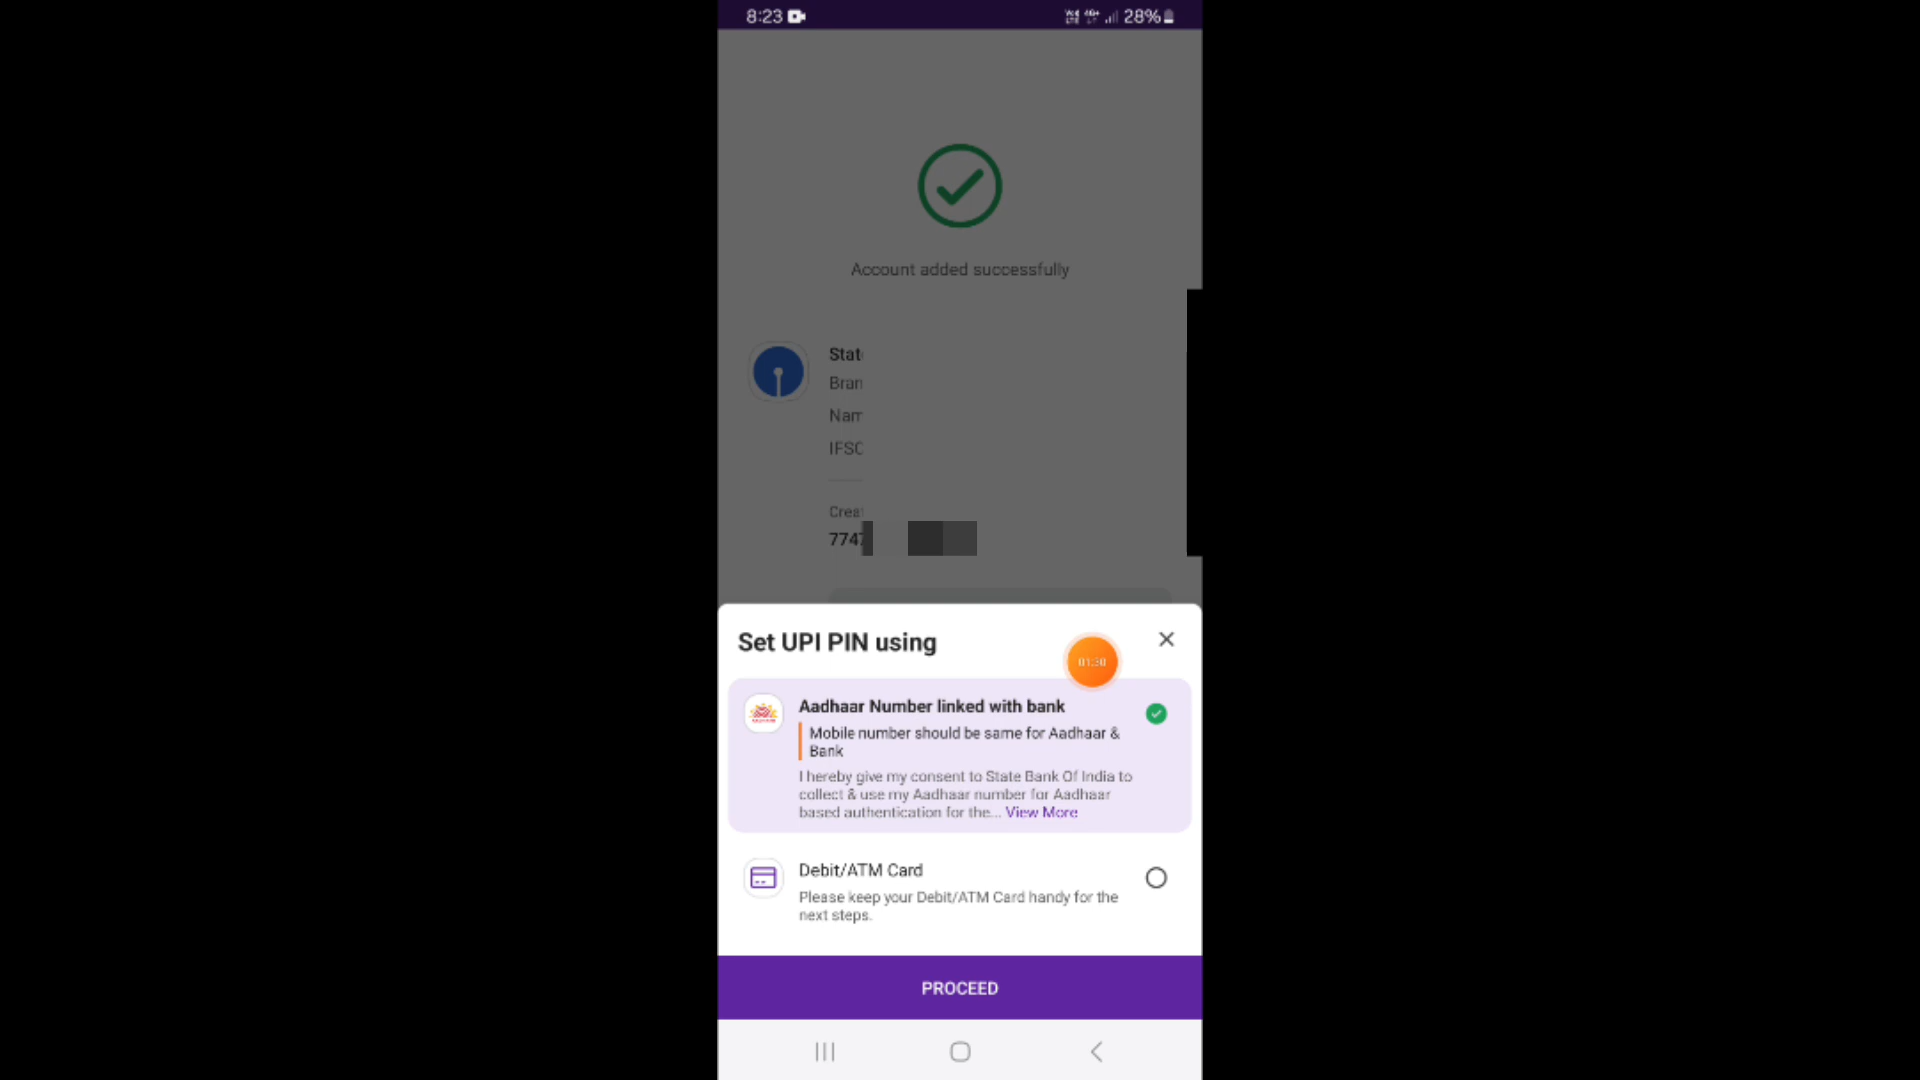 8:23
28%
Account added successfully
Stat
Bran
Nam
IFSC
Creat
7747
Set UPI PIN using
01:30
Aadhaar Number linked with bank
Mobile number should be same for Aadhaar &
Bank
I hereby give my consent to State Bank Of India to
collect & use my Aadhaar number for Aadhaar
based authentication for the... View More
Debit/ATM Card
Please keep your Debit/ATM Card handy for the
next steps.
PROCEED